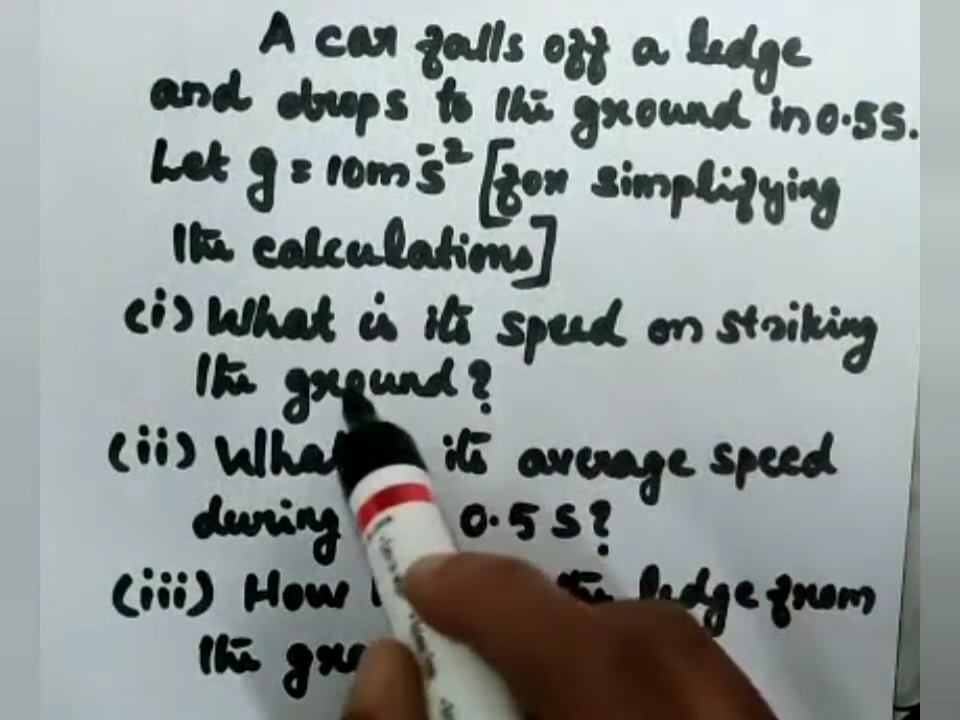 A car falls off a ledge
and drops to the ground in 0.5s.
Let g = 10 m s⁻² [for simplifying
the calculations]
(i) What is its speed on striking
the ground?
(ii) What its average speed
during 0.5 s?
(iii) How the ledge from
the